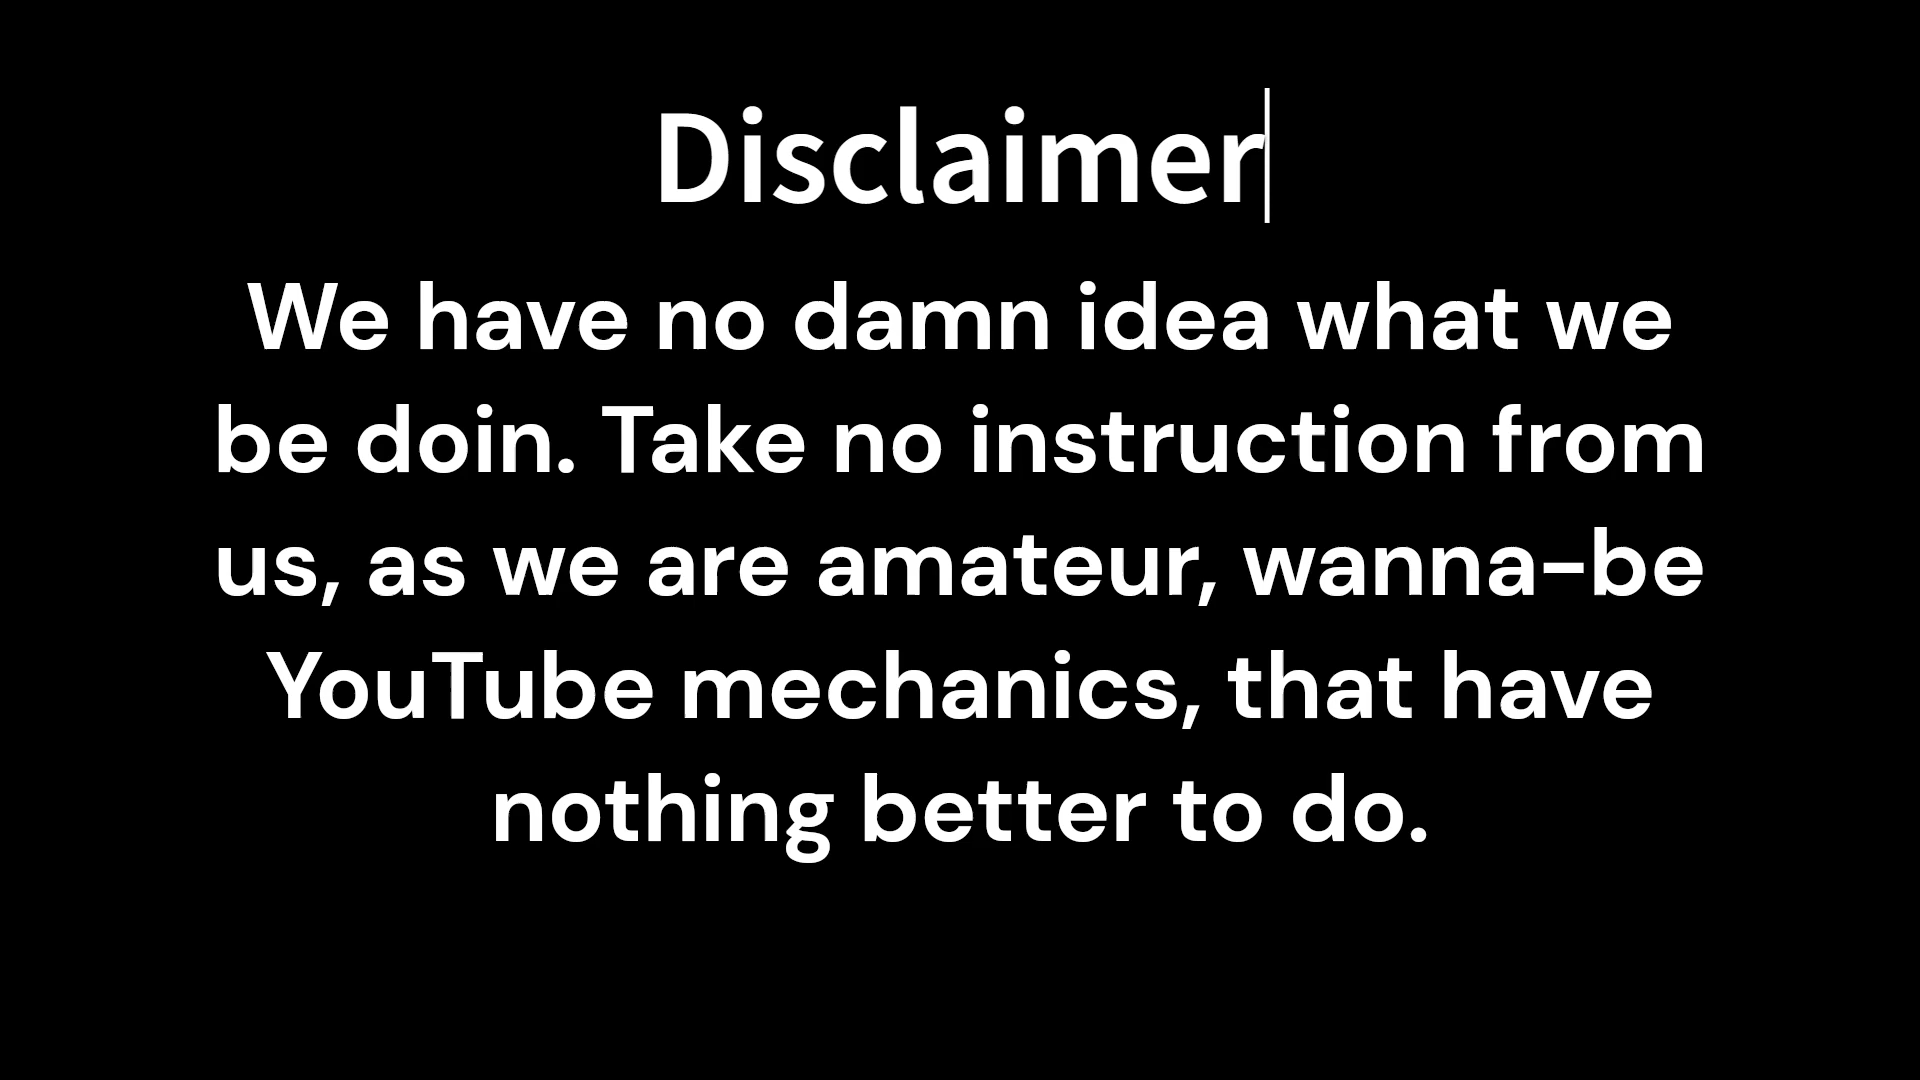 Disclaimer
We have no damn idea what we
be doin. Take no instruction from
us, as we are amateur, wanna-be
YouTube mechanics, that have
nothing better to do.